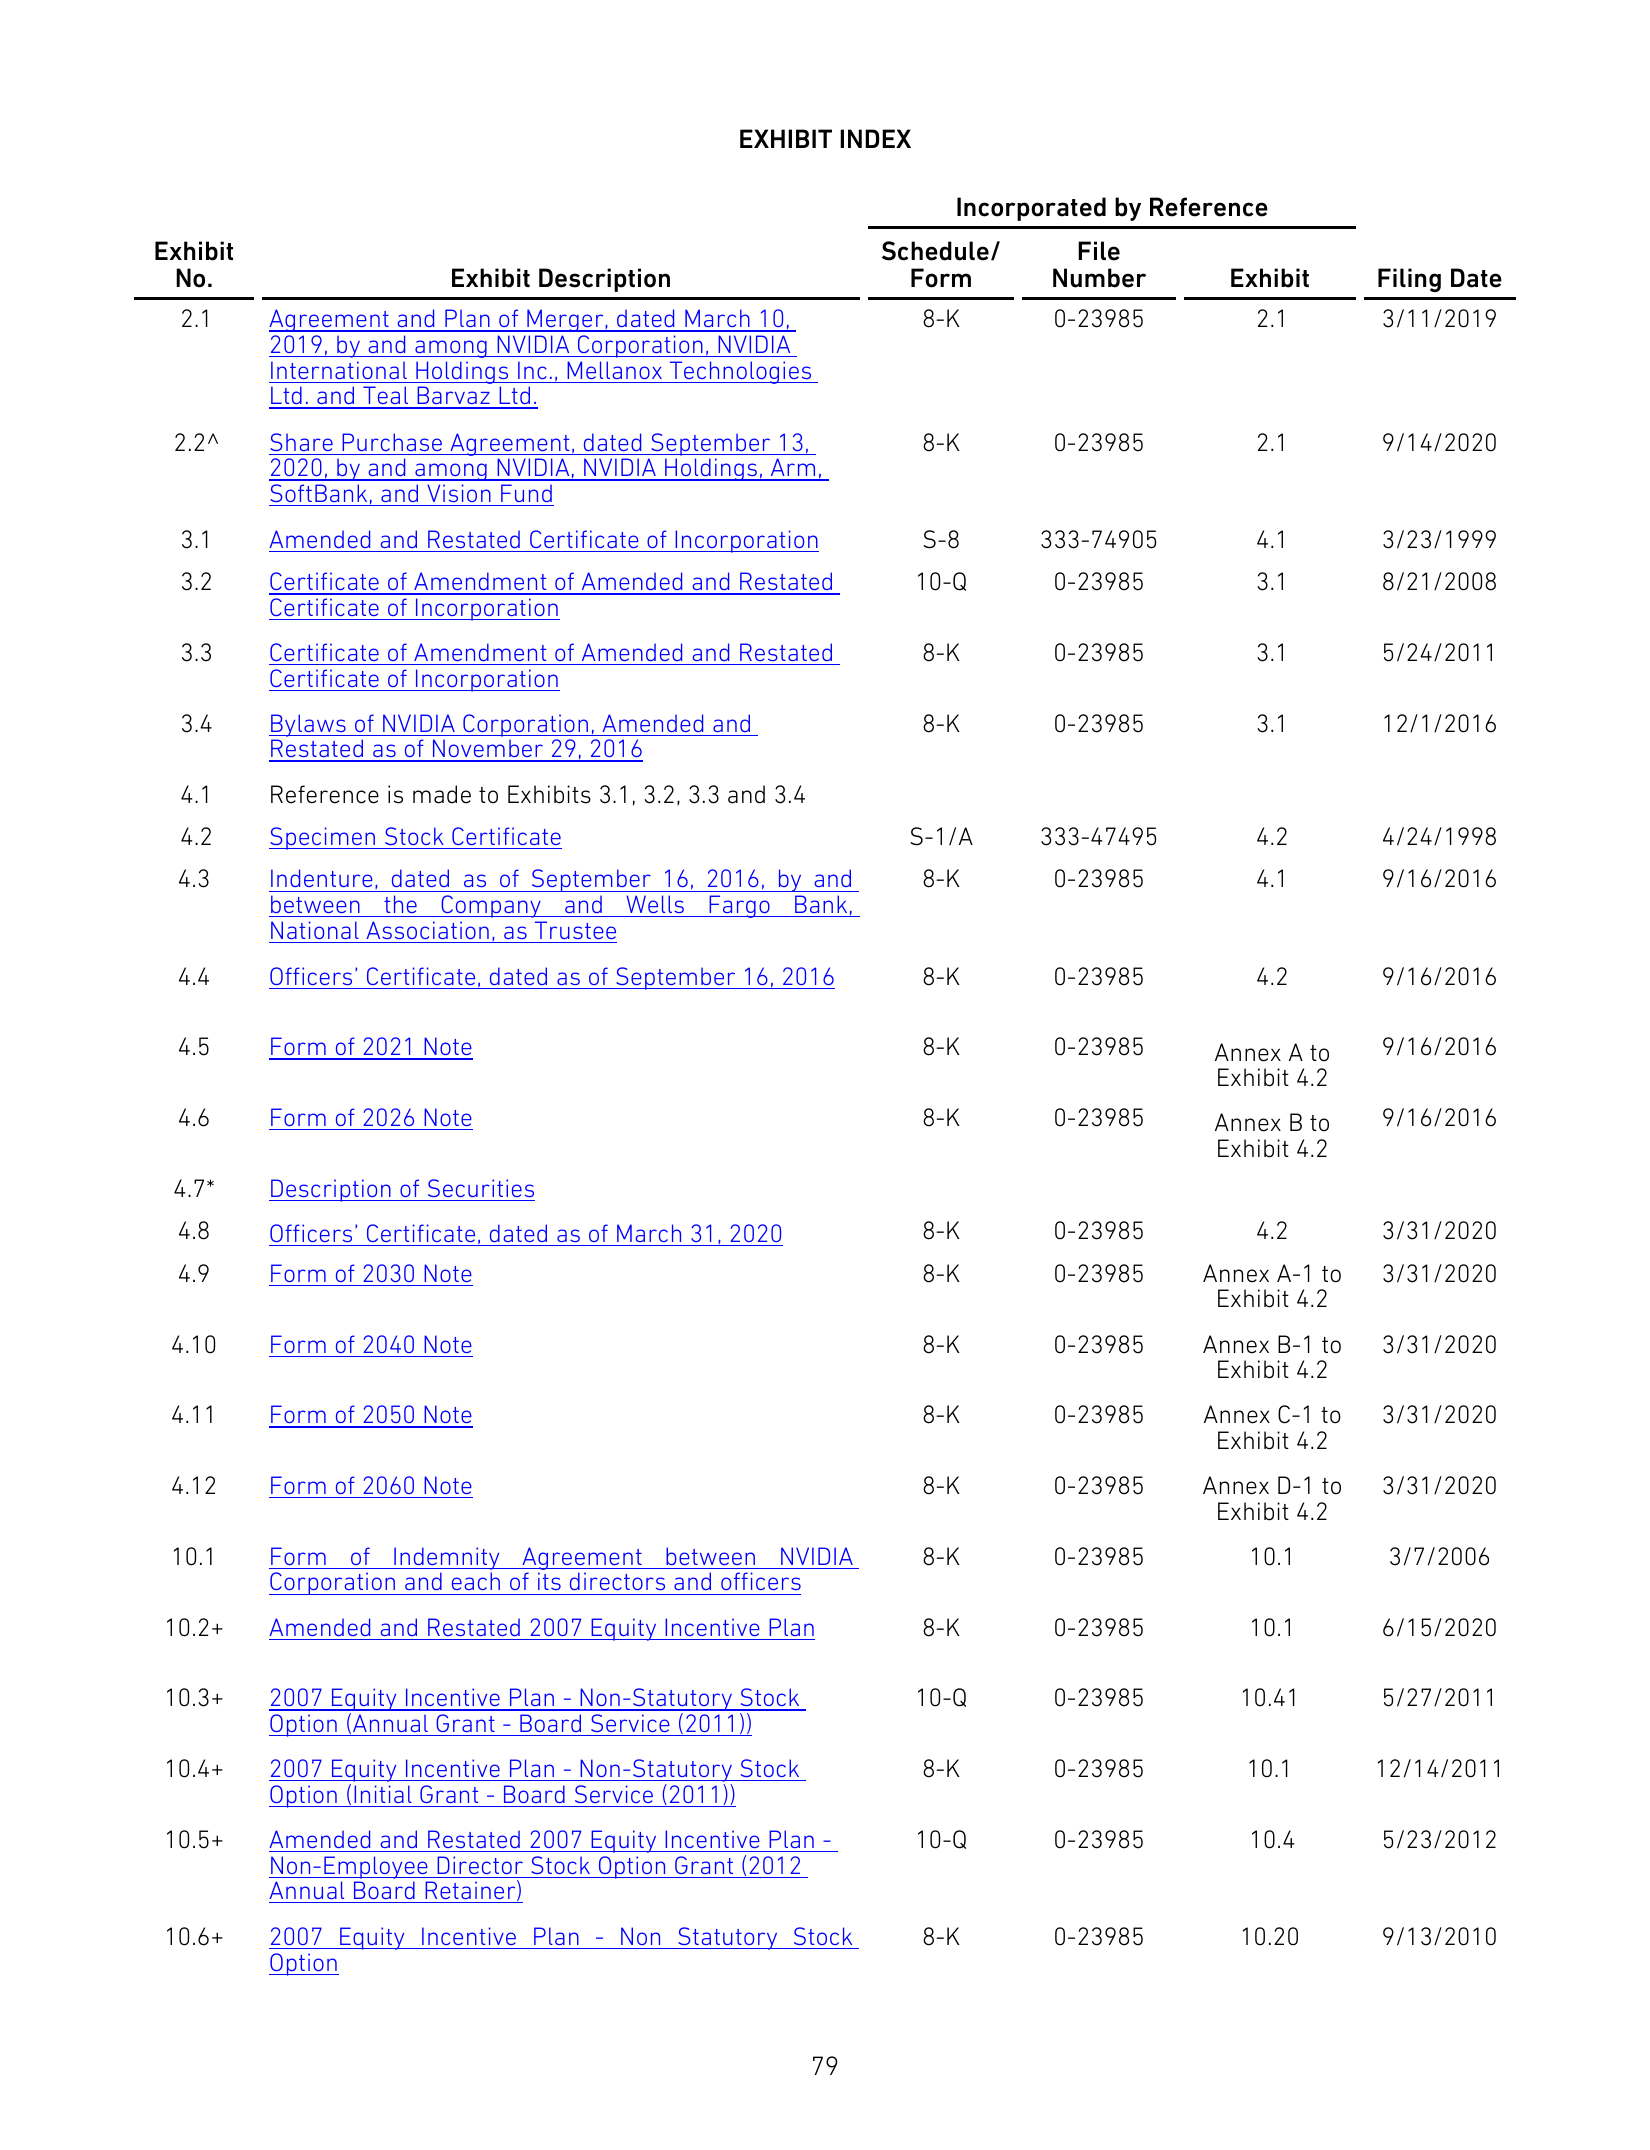 EXHIBIT INDEX
Incorporated by Reference
Exhibit No. Exhibit Description Schedule/ Form File Number Exhibit Filing Date
2.1 Agreement and Plan of Merger, dated March 10, 8-K 0-23985 2.1 3/11/2019
2019, by and among NVIDIA Corporation, NVIDIA
International Holdings Inc., Mellanox Technologies
Ltd. and Teal Barvaz Ltd.
2.2^ Share Purchase Agreement, dated September 13, 8-K 0-23985 2.1 9/14/2020
2020, by and among NVIDIA, NVIDIA Holdings, Arm,
SoftBank, and Vision Fund
3.1 Amended and Restated Certificate of Incorporation S-8 333-74905 4.1 3/23/1999
3.2 Certificate of Amendment of Amended and Restated 10-Q 0-23985 3.1 8/21/2008
Certificate of Incorporation
3.3 Certificate of Amendment of Amended and Restated 8-K 0-23985 3.1 5/24/2011
Certificate of Incorporation
3.4 Bylaws of NVIDIA Corporation, Amended and 8-K 0-23985 3.1 12/1/2016
Restated as of November 29, 2016
4.1 Reference is made to Exhibits 3.1, 3.2, 3.3 and 3.4
4.2 Specimen Stock Certificate S-1/A 333-47495 4.2 4/24/1998
4.3 Indenture, dated as of September 16, 2016, by and 8-K 0-23985 4.1 9/16/2016
between the Company and Wells Fargo Bank,
National Association, as Trustee
4.4 Officers' Certificate, dated as of September 16, 2016 8-K 0-23985 4.2 9/16/2016
4.5 Form of 2021 Note 8-K 0-23985 Annex A to 9/16/2016
Exhibit 4.2
4.6 Form of 2026 Note 8-K 0-23985 Annex B to 9/16/2016
Exhibit 4.2
4.7* Description of Securities
4.8 Officers' Certificate, dated as of March 31, 2020 8-K 0-23985 4.2 3/31/2020
4.9 Form of 2030 Note 8-K 0-23985 Annex A-1 to 3/31/2020
Exhibit 4.2
4.10 Form of 2040 Note 8-K 0-23985 Annex B-1 to 3/31/2020
Exhibit 4.2
4.11 Form of 2050 Note 8-K 0-23985 Annex C-1 to 3/31/2020
Exhibit 4.2
4.12 Form of 2060 Note 8-K 0-23985 Annex D-1 to 3/31/2020
Exhibit 4.2
10.1 Form of Indemnity Agreement between NVIDIA 8-K 0-23985 10.1 3/7/2006
Corporation and each of its directors and officers
10.2+ Amended and Restated 2007 Equity Incentive Plan 8-K 0-23985 10.1 6/15/2020
10.3+ 2007 Equity Incentive Plan - Non-Statutory Stock 10-Q 0-23985 10.41 5/27/2011
Option (Annual Grant - Board Service (2011))
10.4+ 2007 Equity Incentive Plan - Non-Statutory Stock 8-K 0-23985 10.1 12/14/2011
Option (Initial Grant - Board Service (2011))
10.5+ Amended and Restated 2007 Equity Incentive Plan - 10-Q 0-23985 10.4 5/23/2012
Non-Employee Director Stock Option Grant (2012
Annual Board Retainer)
10.6+ 2007 Equity Incentive Plan - Non Statutory Stock 8-K 0-23985 10.20 9/13/2010
Option
79